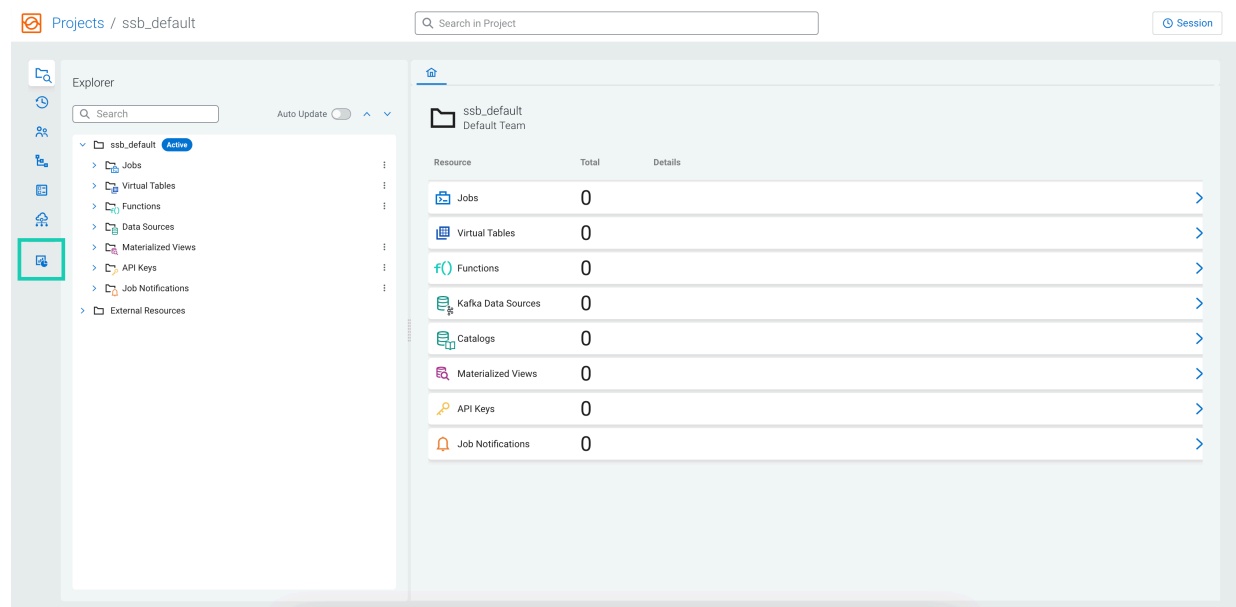 Projects / ssb_default
Search in Project
Session
Explorer
Search
Auto Update
ssb_default Active
Jobs
Virtual Tables
Functions
Data Sources
Materialized Views
API Keys
Job Notifications
External Resources
ssb_default
Default Team
Resource Total Details
Jobs 0
Virtual Tables 0
f() Functions 0
Kafka Data Sources 0
Catalogs 0
Materialized Views 0
API Keys 0
Job Notifications 0